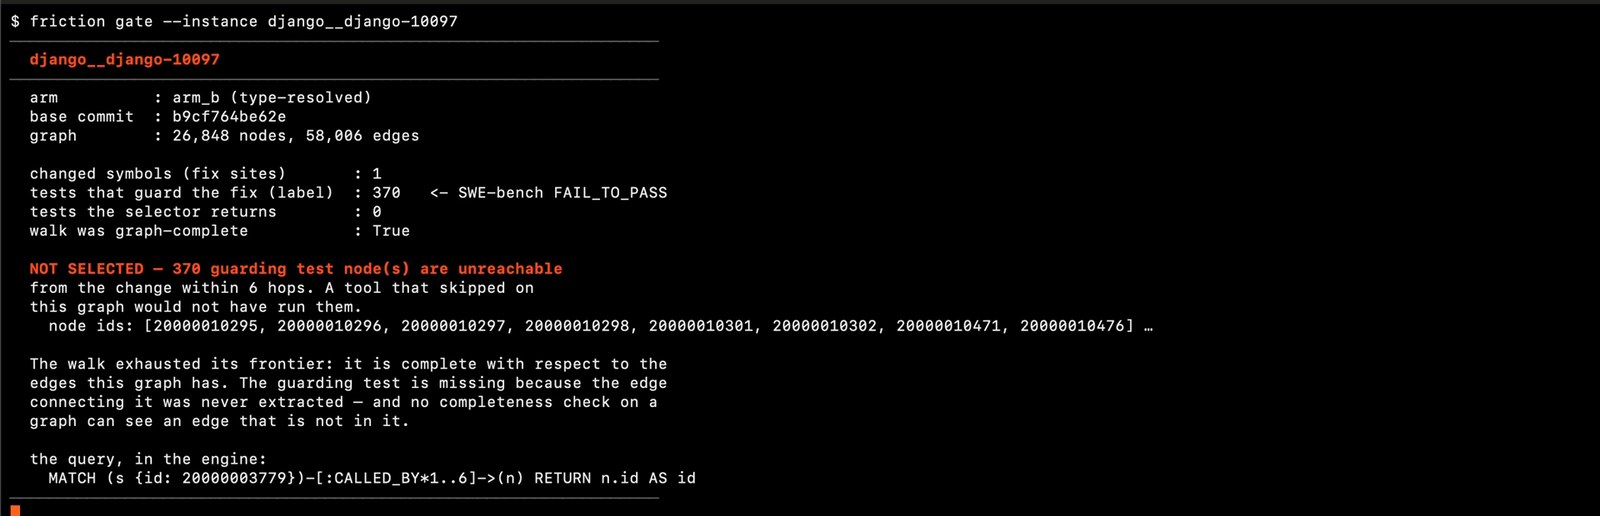 $ friction gate --instance django__django-10097
django__django-10097
arm : arm_b (type-resolved)
base commit : b9cf764be62e
graph : 26,848 nodes, 58,006 edges
changed symbols (fix sites) : 1
tests that guard the fix (label) : 370 <- SWE-bench FAIL_TO_PASS
tests the selector returns : 0
walk was graph-complete : True
NOT SELECTED — 370 guarding test node(s) are unreachable
from the change within 6 hops. A tool that skipped on
this graph would not have run them.
node ids: [20000010295, 20000010296, 20000010297, 20000010298, 20000010301, 20000010302, 20000010471, 20000010476] …
The walk exhausted its frontier: it is complete with respect to the
edges this graph has. The guarding test is missing because the edge
connecting it was never extracted — and no completeness check on a
graph can see an edge that is not in it.
the query, in the engine:
MATCH (s {id: 20000003779})-[:CALLED_BY*1..6]->(n) RETURN n.id AS id